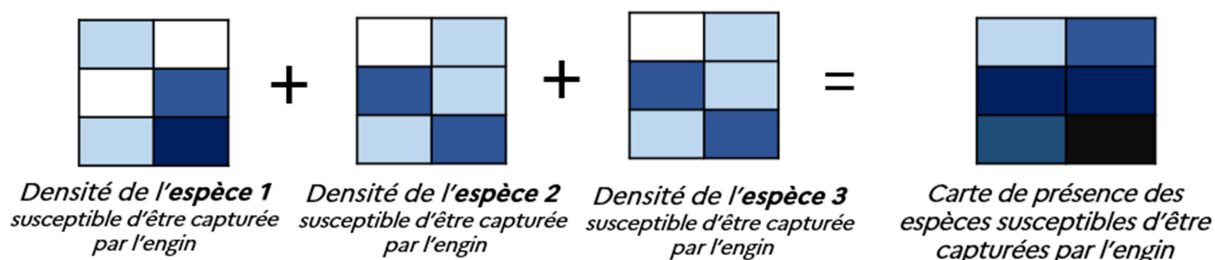 + + =
Densité de l'espèce 1
susceptible d'être capturée
par l'engin
Densité de l'espèce 2
susceptible d'être capturée
par l'engin
Densité de l'espèce 3
susceptible d'être capturée
par l'engin
Carte de présence des
espèces susceptibles d'être
capturées par l'engin